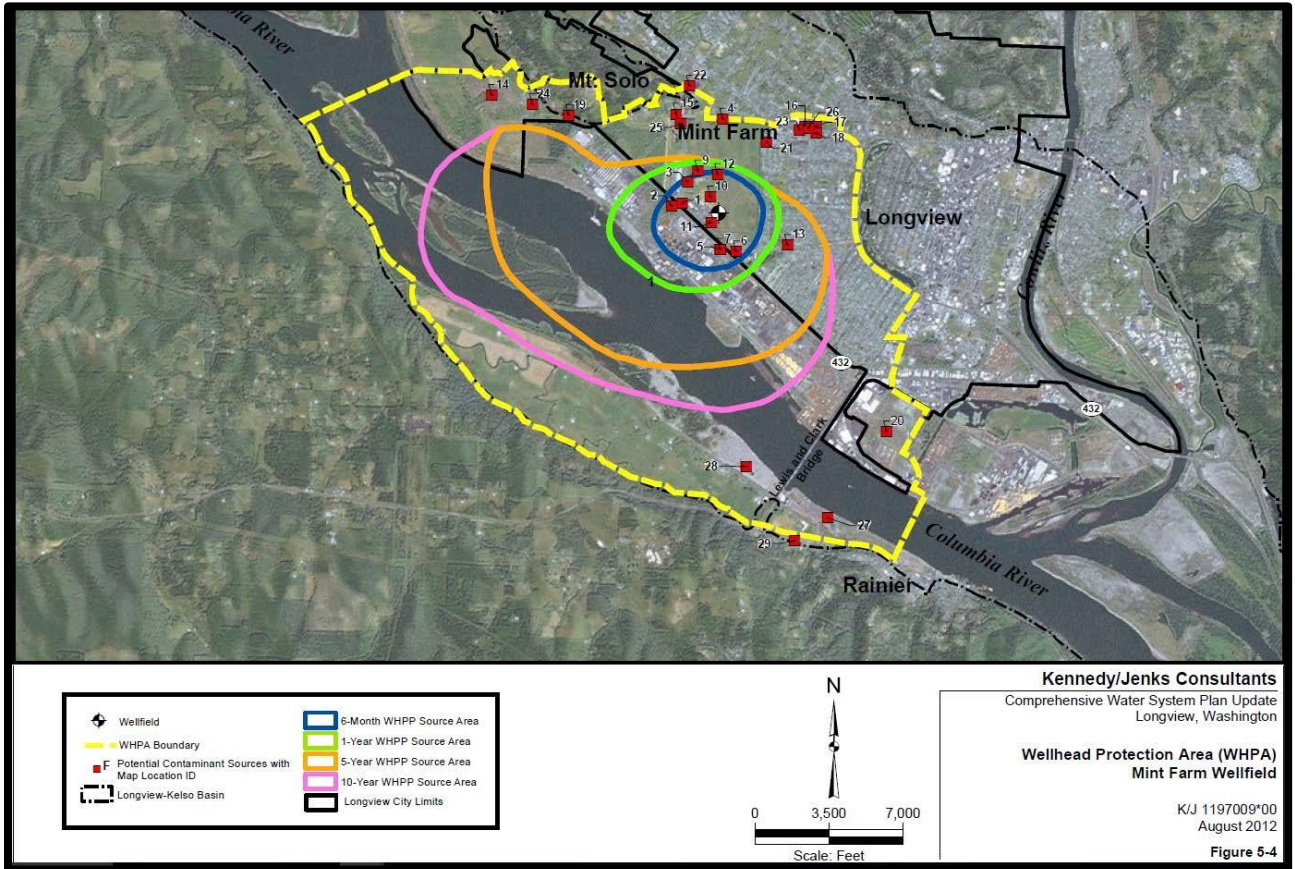 bia River
Mt. Solo
22
14
24
19
15
4
25
Mint Farm
16
26
23
17
18
21
9
12
3
2
1
10
11
Longview
7
5
6
13
1
432
432
20
Lewis and Clark
Bridge
28
27
29
Columbia River
Rainier
Wellfield
WHPA Boundary
F Potential Contaminant Sources with
Map Location ID
Longview-Kelso Basin
6-Month WHPP Source Area
1-Year WHPP Source Area
5-Year WHPP Source Area
10-Year WHPP Source Area
Longview City Limits
N
0 3,500 7,000
Scale: Feet
Kennedy/Jenks Consultants
Comprehensive Water System Plan Update
Longview, Washington
Wellhead Protection Area (WHPA)
Mint Farm Wellfield
K/J 1197009*00
August 2012
Figure 5-4